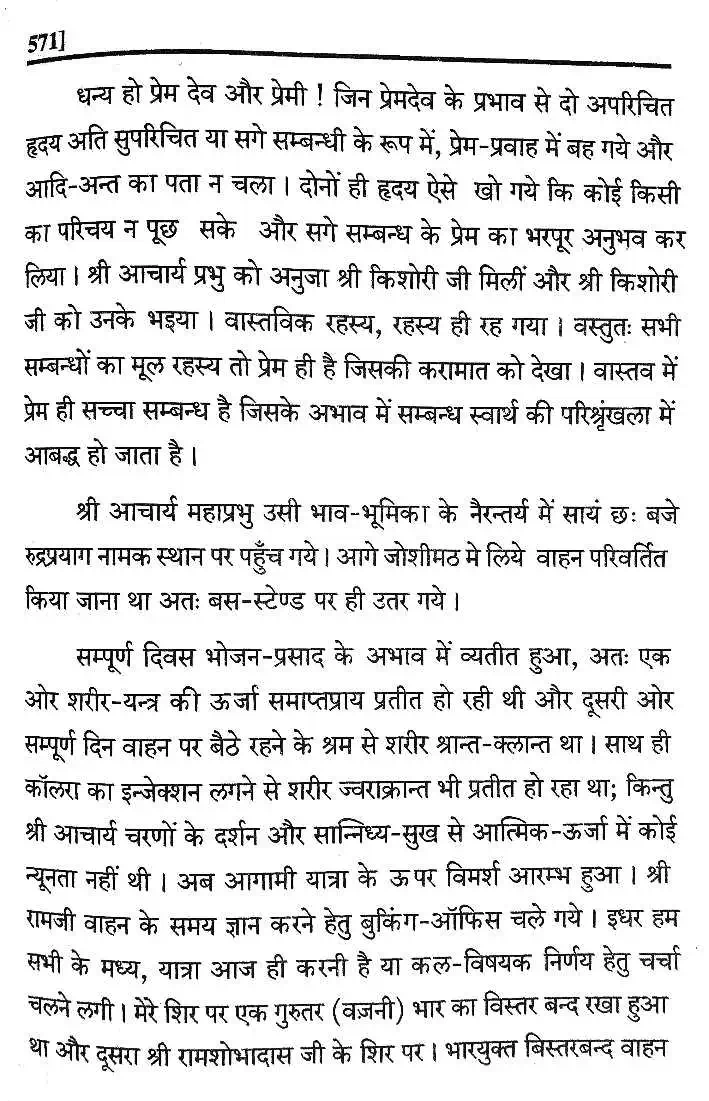 571]
धन्य हो प्रेम देव और प्रेमी ! जिन प्रेमदेव के प्रभाव से दो अपरिचित
हृदय अति सुपरिचित या सगे सम्बन्धी के रूप में, प्रेम-प्रवाह में बह गये और
आदि-अन्त का पता न चला । दोनों ही हृदय ऐसे खो गये कि कोई किसी
का परिचय न पूछ सके और सगे सम्बन्ध के प्रेम का भरपूर अनुभव कर
लिया । श्री आचार्य प्रभु को अनुजा श्री किशोरी जी मिलीं और श्री किशोरी
जी को उनके भइया । वास्तविक रहस्य, रहस्य ही रह गया । वस्तुतः सभी
सम्बन्धों का मूल रहस्य तो प्रेम ही है जिसकी करामात को देखा । वास्तव में
प्रेम ही सच्चा सम्बन्ध है जिसके अभाव में सम्बन्ध स्वार्थ की परिश्रृंखला में
आबद्ध हो जाता है ।
श्री आचार्य महाप्रभु उसी भाव-भूमिका के नैरन्तर्य में सायं छः बजे
रुद्रप्रयाग नामक स्थान पर पहुँच गये । आगे जोशीमठ मे लिये वाहन परिवर्तित
किया जाना था अतः बस-स्टेण्ड पर ही उतर गये ।
सम्पूर्ण दिवस भोजन-प्रसाद के अभाव में व्यतीत हुआ, अतः एक
ओर शरीर-यन्त्र की ऊर्जा समाप्तप्राय प्रतीत हो रही थी और दूसरी ओर
सम्पूर्ण दिन वाहन पर बैठे रहने के श्रम से शरीर श्रान्त-क्लान्त था । साथ ही
कॉलरा का इन्जेक्शन लगने से शरीर ज्वराक्रान्त भी प्रतीत हो रहा था; किन्तु
श्री आचार्य चरणों के दर्शन और सान्निध्य-सुख से आत्मिक-ऊर्जा में कोई
न्यूनता नहीं थी । अब आगामी यात्रा के ऊपर विमर्श आरम्भ हुआ । श्री
रामजी वाहन के समय ज्ञान करने हेतु बुकिंग-ऑफिस चले गये । इधर हम
सभी के मध्य, यात्रा आज ही करनी है या कल-विषयक निर्णय हेतु चर्चा
चलने लगी । मेरे शिर पर एक गुरुतर (वज़नी) भार का विस्तर बन्द रखा हुआ
था और दूसरा श्री रामशोभादास जी के शिर पर । भारयुक्त बिस्तरबन्द वाहन